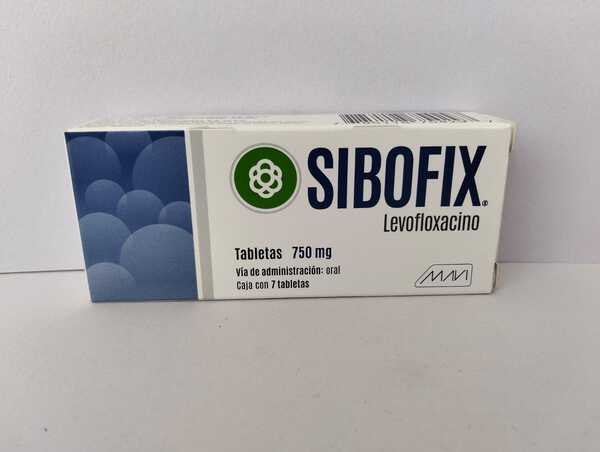 SIBOFIX®
Levofloxacino
Tabletas 750 mg
Vía de administración: oral
Caja con 7 tabletas
MAVI